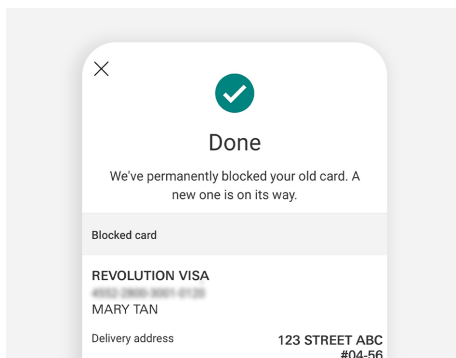 Done
We've permanently blocked your old card. A
new one is on its way.
Blocked card
REVOLUTION VISA
MARY TAN
Delivery address
123 STREET ABC
#04-56